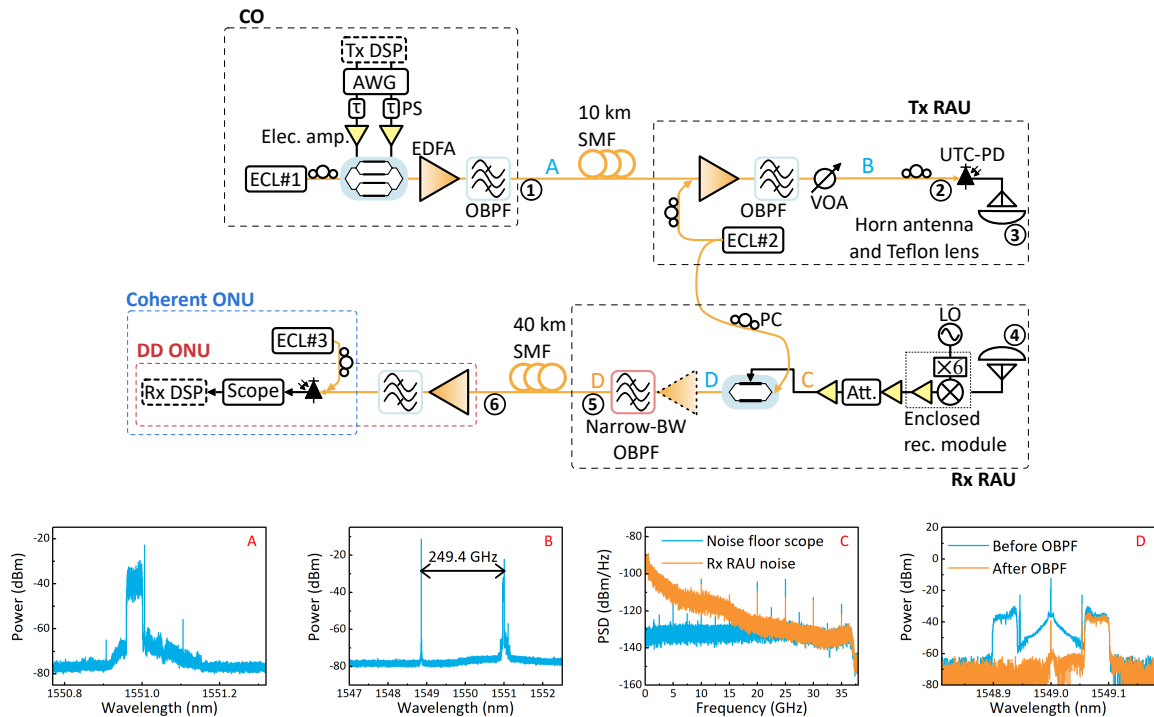 CO
Tx DSP
AWG
τ
τ
PS
Elec. amp.
EDFA
ECL#1
OBPF
①
A
10 km
SMF
Tx RAU
OBPF
VOA
B
②
UTC-PD
ECL#2
Horn antenna
and Teflon lens
③
Coherent ONU
DD ONU
ECL#3
Rx DSP
Scope
⑥
40 km
SMF
D
⑤
Narrow-BW
OBPF
D
PC
C
Att.
LO
×6
④
Enclosed
rec. module
Rx RAU
A
Power (dBm)
-20
-40
-60
-80
1550.8
1551.0
1551.2
Wavelength (nm)
B
249.4 GHz
Power (dBm)
-20
-40
-60
-80
1547
1548
1549
1550
1551
1552
Wavelength (nm)
C
Noise floor scope
Rx RAU noise
PSD (dBm/Hz)
-80
-100
-120
-140
-160
0
5
10
15
20
25
30
35
Frequency (GHz)
D
Before OBPF
After OBPF
Power (dBm)
20
0
-20
-40
-60
-80
1548.9
1549.0
1549.1
Wavelength (nm)